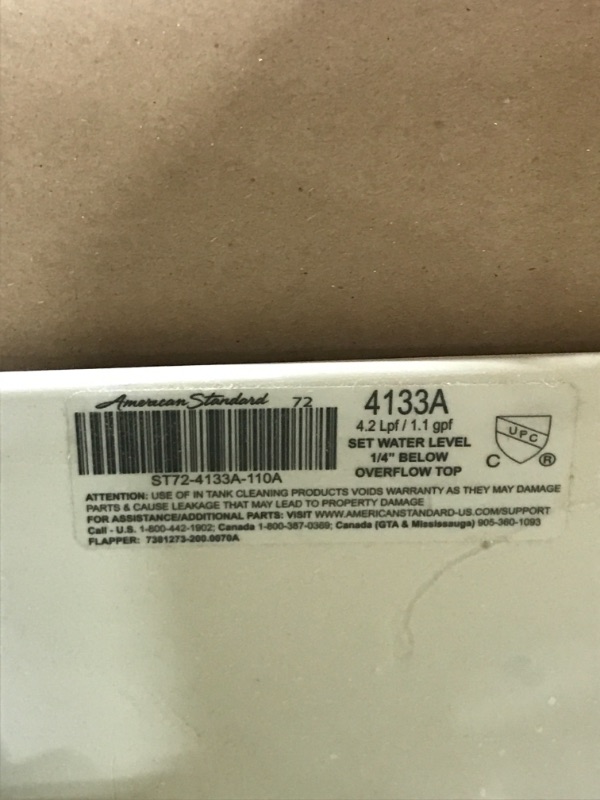 American Standard 72
4133A
4.2 Lpf / 1.1 gpf
SET WATER LEVEL
1/4" BELOW
OVERFLOW TOP
UPC
C ®
ST72-4133A-110A
ATTENTION: USE OF IN TANK CLEANING PRODUCTS VOIDS WARRANTY AS THEY MAY DAMAGE
PARTS & CAUSE LEAKAGE THAT MAY LEAD TO PROPERTY DAMAGE
FOR ASSISTANCE/ADDITIONAL PARTS: VISIT WWW.AMERICANSTANDARD-US.COM/SUPPORT
Call - U.S. 1-800-442-1902; Canada 1-800-387-0369; Canada (GTA & Mississauga) 905-360-1093
FLAPPER: 7381273-200.0070A